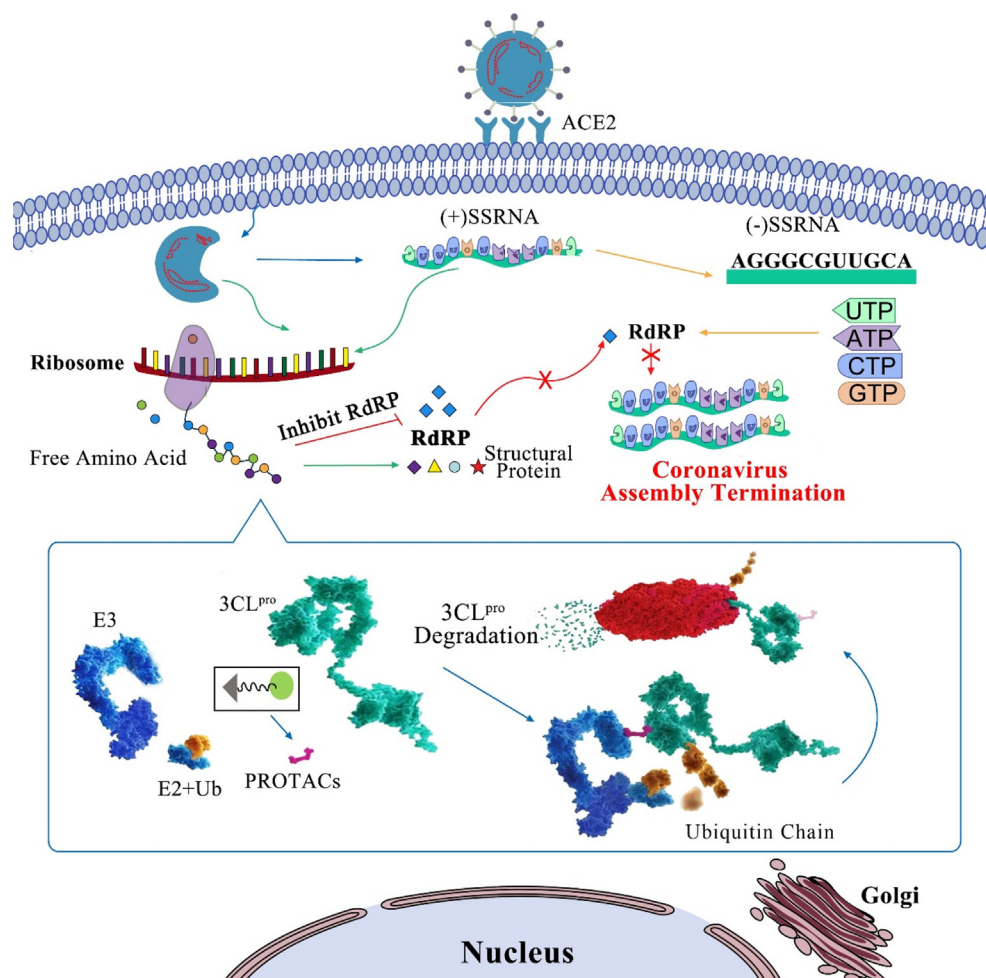 ACE2
(+)SSRNA
(-)SSRNA
AGGGCGUUGCA
UTP
ATP
CTP
GTP
RdRP
Ribosome
Inhibit RdRP
RdRP
Free Amino Acid
Structural
Protein
Coronavirus
Assembly Termination
E3
3CLpro
3CLpro
Degradation
E2+Ub
PROTACs
Ubiquitin Chain
Golgi
Nucleus